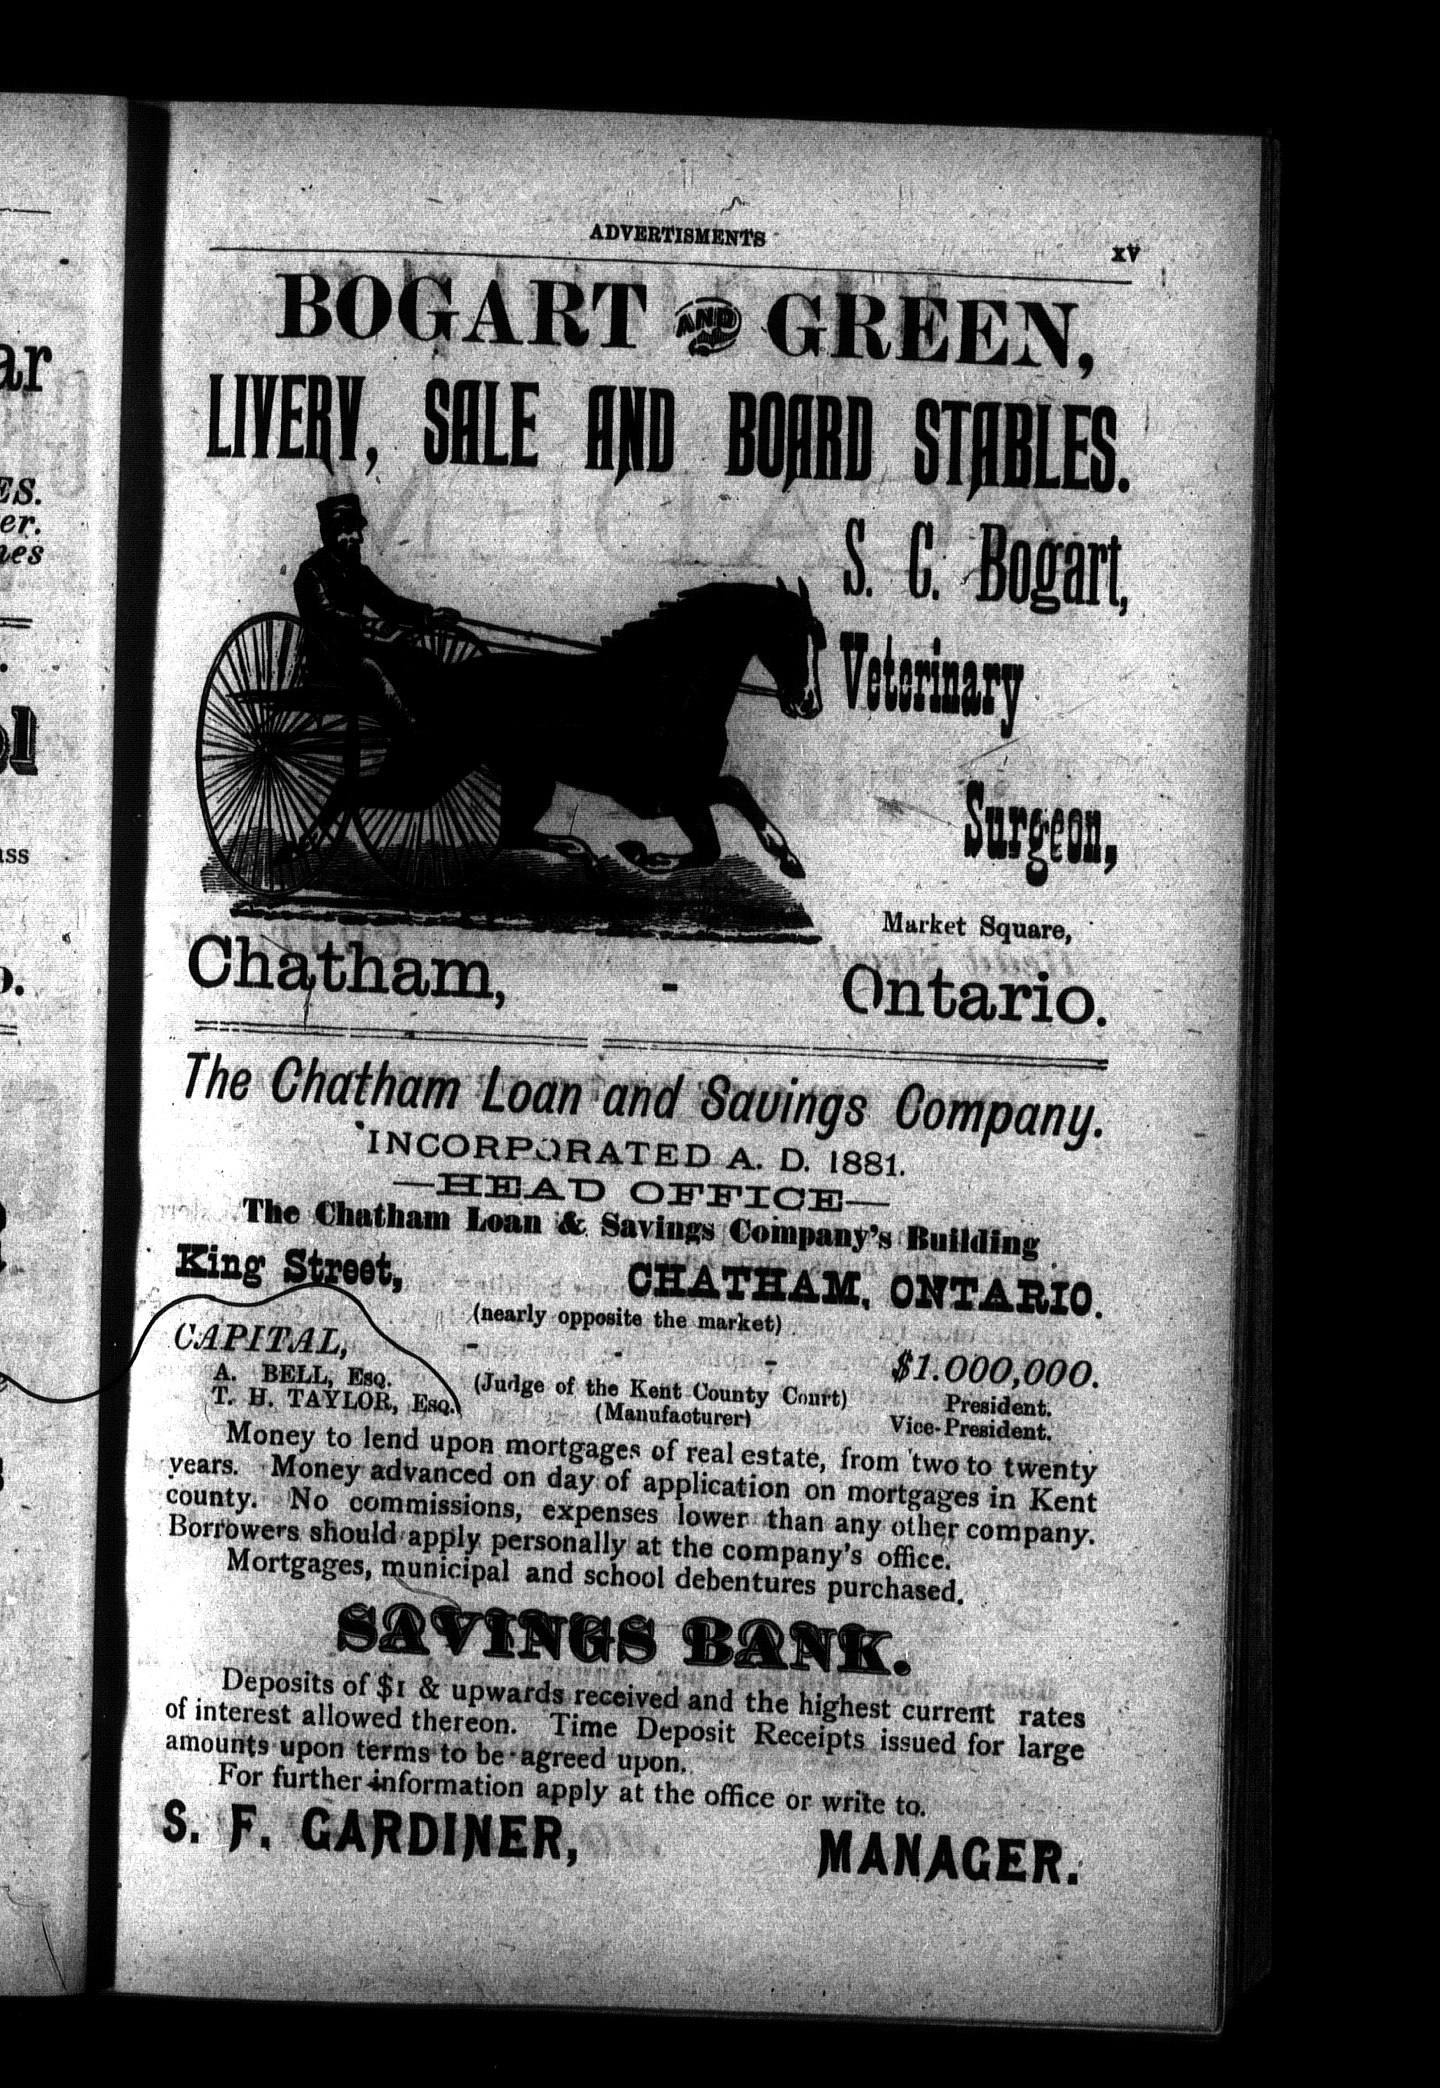 ADVERTISMENTS
xv
BOGART AND GREEN,
LIVERY, SALE AND BOARD STABLES.
S. C. Bogart,
Veterinary
Surgeon,
Market Square,
Chatham, - Ontario.
The Chatham Loan and Savings Company.
INCORPORATED A. D. 1881.
—HEAD OFFICE—
The Chatham Loan & Savings Company's Building
King Street, CHATHAM, ONTARIO.
(nearly opposite the market)
CAPITAL, - - - $1.000,000.
A. BELL, Esq. (Judge of the Kent County Court) President.
T. H. TAYLOR, Esq. (Manufacturer) Vice-President.
Money to lend upon mortgages of real estate, from two to twenty
years. Money advanced on day of application on mortgages in Kent
county. No commissions, expenses lower than any other company.
Borrowers should apply personally at the company's office.
Mortgages, municipal and school debentures purchased.
SAVINGS BANK.
Deposits of $1 & upwards received and the highest current rates
of interest allowed thereon. Time Deposit Receipts issued for large
amounts upon terms to be agreed upon.
For further information apply at the office or write to.
S. F. GARDINER, MANAGER.